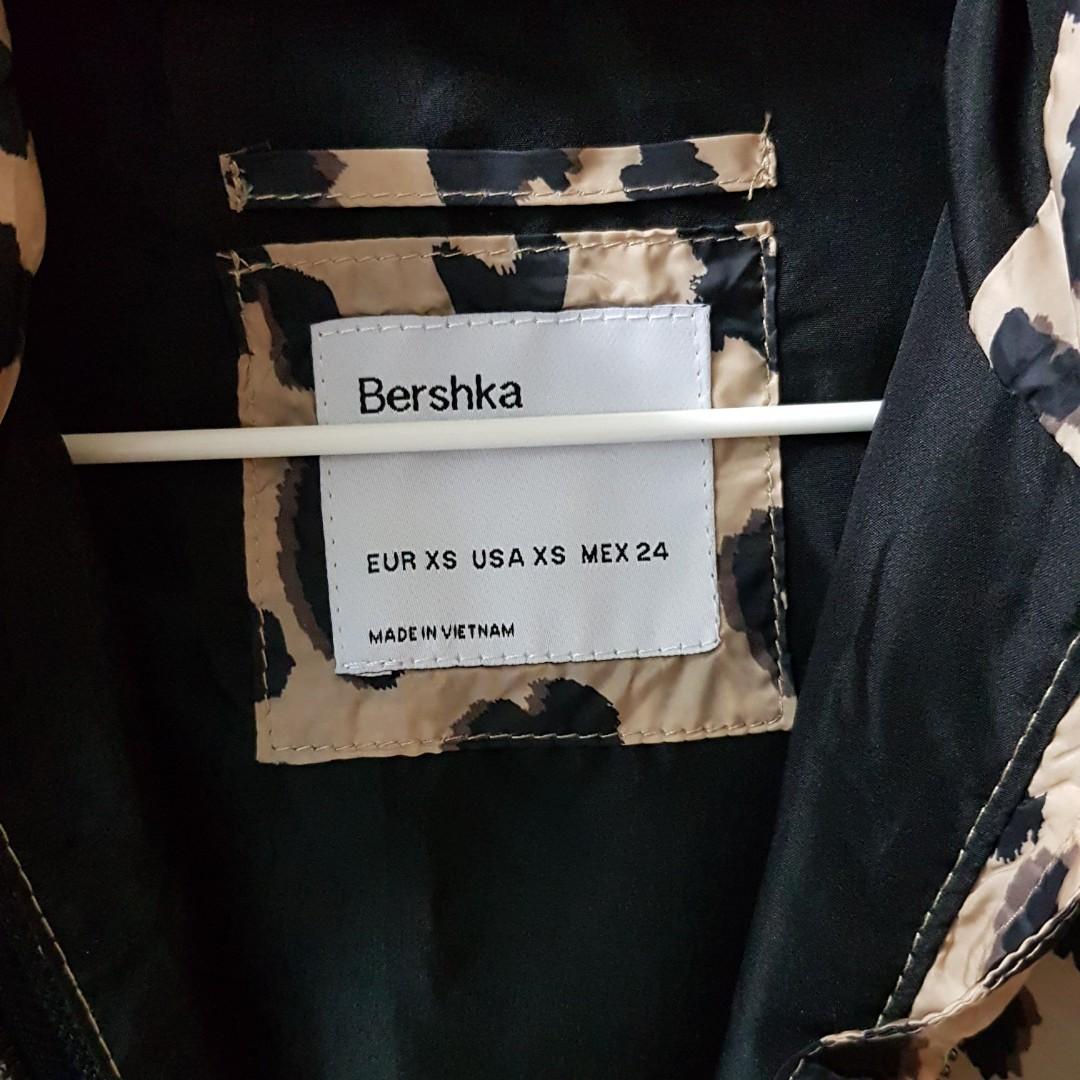 Bershka
EUR XS USA XS MEX 24
MADE IN VIETNAM